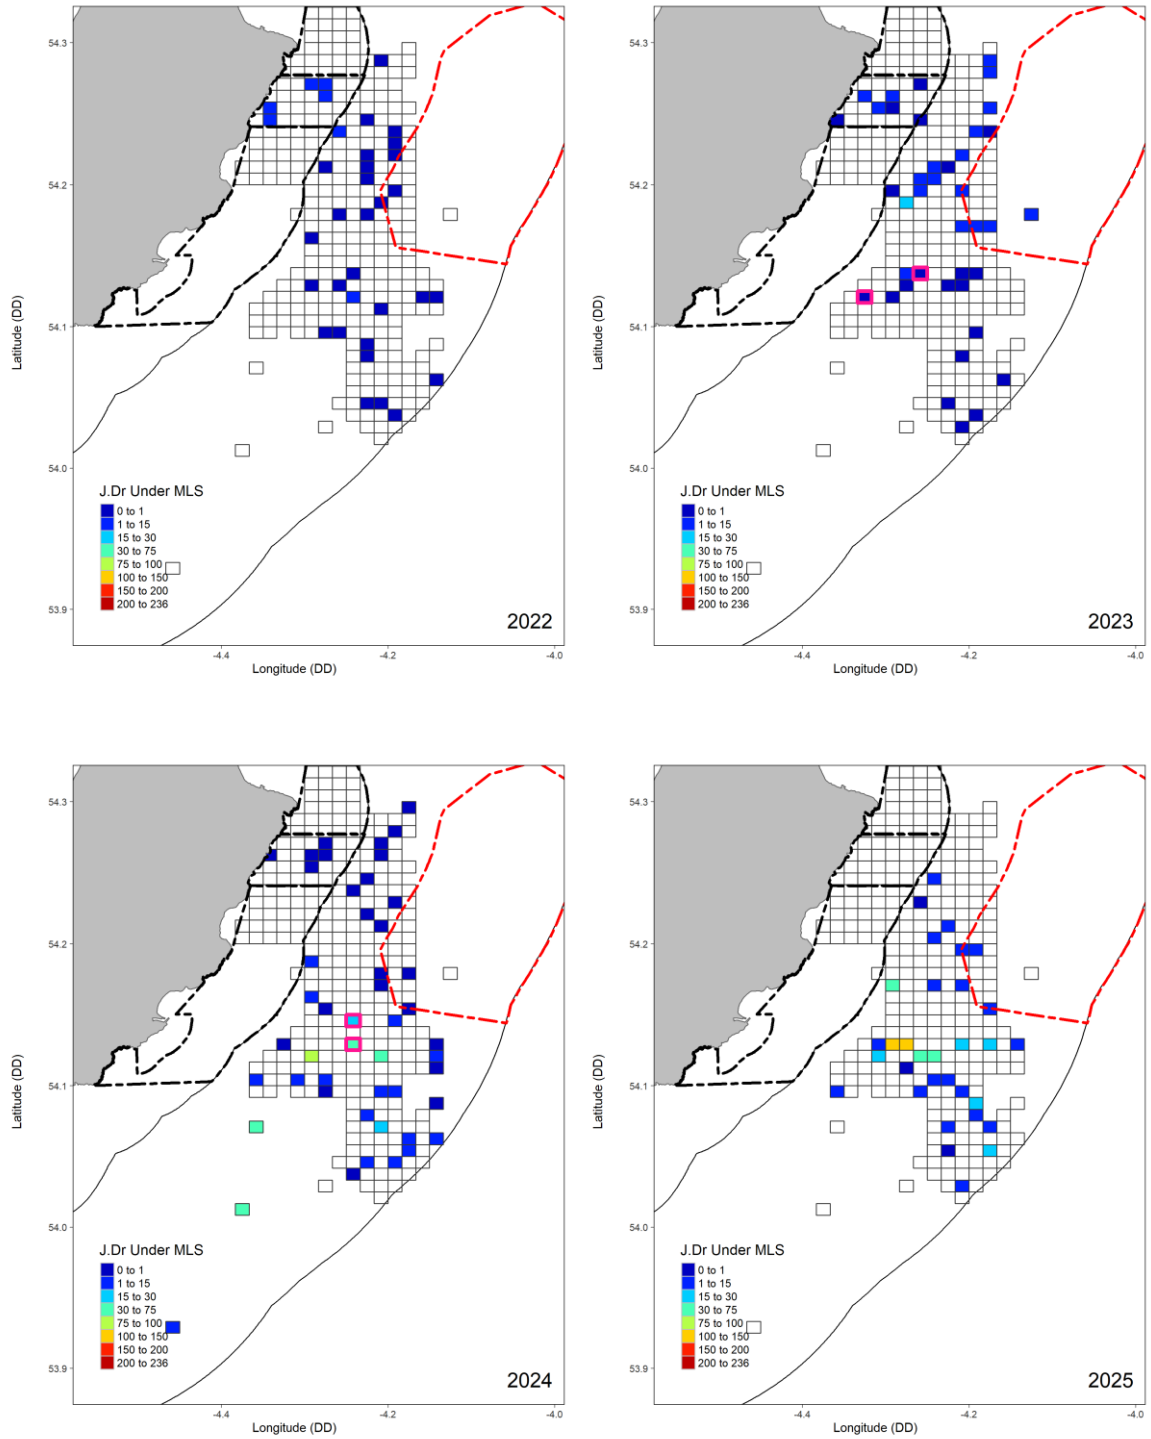 54.3
54.2
54.1
54.0
53.9
Latitude (DD)
J.Dr Under MLS
0 to 1
1 to 15
15 to 30
30 to 75
75 to 100
100 to 150
150 to 200
200 to 236
2022
-4.4
-4.2
-4.0
Longitude (DD)
54.3
54.2
54.1
54.0
53.9
Latitude (DD)
J.Dr Under MLS
0 to 1
1 to 15
15 to 30
30 to 75
75 to 100
100 to 150
150 to 200
200 to 236
2023
-4.4
-4.2
-4.0
Longitude (DD)
54.3
54.2
54.1
54.0
53.9
Latitude (DD)
J.Dr Under MLS
0 to 1
1 to 15
15 to 30
30 to 75
75 to 100
100 to 150
150 to 200
200 to 236
2024
-4.4
-4.2
-4.0
Longitude (DD)
54.3
54.2
54.1
54.0
53.9
Latitude (DD)
J.Dr Under MLS
0 to 1
1 to 15
15 to 30
30 to 75
75 to 100
100 to 150
150 to 200
200 to 236
2025
-4.4
-4.2
-4.0
Longitude (DD)